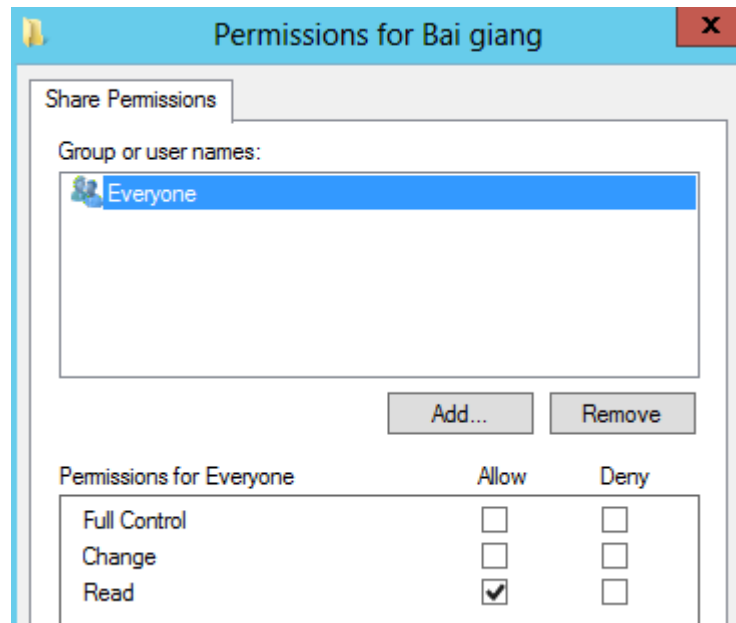 Permissions for Bai giang
x
Share Permissions
Group or user names:
Everyone
Add... Remove
Permissions for Everyone Allow Deny
Full Control
Change
Read